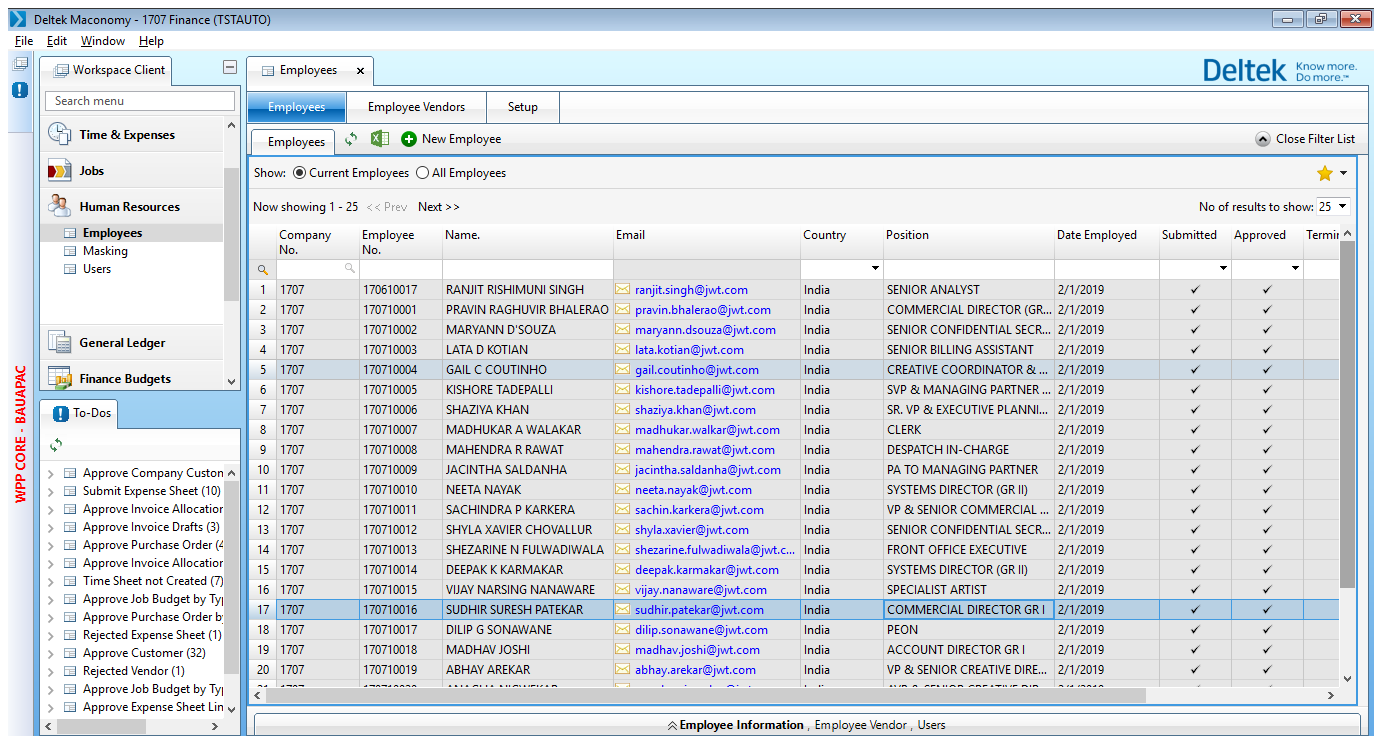 Deltek Maconomy - 1707 Finance (TSTAUTO)
File Edit Window Help
Workspace Client
Employees
Deltek Know more. Do more.™
Search menu
Employees Employee Vendors Setup
Time & Expenses
Employees New Employee Close Filter List
Jobs
Show: Current Employees All Employees
Human Resources
Now showing 1 - 25 << Prev Next >> No of results to show: 25
Employees
Masking
Users
General Ledger
Finance Budgets
WPP CORE - BAUAPAC
Company No. Employee No. Name. Email Country Position Date Employed Submitted Approved Termin
1 1707 170610017 RANJIT RISHIMUNI SINGH ranjit.singh@jwt.com India SENIOR ANALYST 2/1/2019
2 1707 170710001 PRAVIN RAGHUVIR BHALERAO pravin.bhalerao@jwt.com India COMMERCIAL DIRECTOR (GR... 2/1/2019
3 1707 170710002 MARYANN D'SOUZA maryann.dsouza@jwt.com India SENIOR CONFIDENTIAL SECR... 2/1/2019
4 1707 170710003 LATA D KOTIAN lata.kotian@jwt.com India SENIOR BILLING ASSISTANT 2/1/2019
5 1707 170710004 GAIL C COUTINHO gail.coutinho@jwt.com India CREATIVE COORDINATOR & ... 2/1/2019
6 1707 170710005 KISHORE TADEPALLI kishore.tadepalli@jwt.com India SVP & MANAGING PARTNER ... 2/1/2019
7 1707 170710006 SHAZIYA KHAN shaziya.khan@jwt.com India SR. VP & EXECUTIVE PLANNI... 2/1/2019
8 1707 170710007 MADHUKAR A WALAKAR madhukar.walkar@jwt.com India CLERK 2/1/2019
9 1707 170710008 MAHENDRA R RAWAT mahendra.rawat@jwt.com India DESPATCH IN-CHARGE 2/1/2019
10 1707 170710009 JACINTHA SALDANHA jacintha.saldanha@jwt.com India PA TO MANAGING PARTNER 2/1/2019
11 1707 170710010 NEETA NAYAK neeta.nayak@jwt.com India SYSTEMS DIRECTOR (GR II) 2/1/2019
12 1707 170710011 SACHINDRA P KARKERA sachin.karkera@jwt.com India VP & SENIOR COMMERCIAL ... 2/1/2019
13 1707 170710012 SHYLA XAVIER CHOVALLUR shyla.xavier@jwt.com India SENIOR CONFIDENTIAL SECR... 2/1/2019
14 1707 170710013 SHEZARINE N FULWADIWALA shezarine.fulwadiwala@jwt.c... India FRONT OFFICE EXECUTIVE 2/1/2019
15 1707 170710014 DEEPAK K KARMAKAR deepak.karmakar@jwt.com India SYSTEMS DIRECTOR (GR II) 2/1/2019
16 1707 170710015 VIJAY NARSING NANAWARE vijay.nanaware@jwt.com India SPECIALIST ARTIST 2/1/2019
17 1707 170710016 SUDHIR SURESH PATEKAR sudhir.patekar@jwt.com India COMMERCIAL DIRECTOR GR I 2/1/2019
18 1707 170710017 DILIP G SONAWANE dilip.sonawane@jwt.com India PEON 2/1/2019
19 1707 170710018 MADHAV JOSHI madhav.joshi@jwt.com India ACCOUNT DIRECTOR GR I 2/1/2019
20 1707 170710019 ABHAY AREKAR abhay.arekar@jwt.com India VP & SENIOR CREATIVE DIRE... 2/1/2019
To-Dos
Approve Company Custon
Submit Expense Sheet (10)
Approve Invoice Allocation
Approve Invoice Drafts (3)
Approve Purchase Order (4
Approve Invoice Allocation
Time Sheet not Created (7)
Approve Job Budget by Typ
Approve Purchase Order by
Rejected Expense Sheet (1)
Approve Customer (32)
Rejected Vendor (1)
Approve Job Budget by Typ
Approve Expense Sheet Lin
Employee Information , Employee Vendor , Users